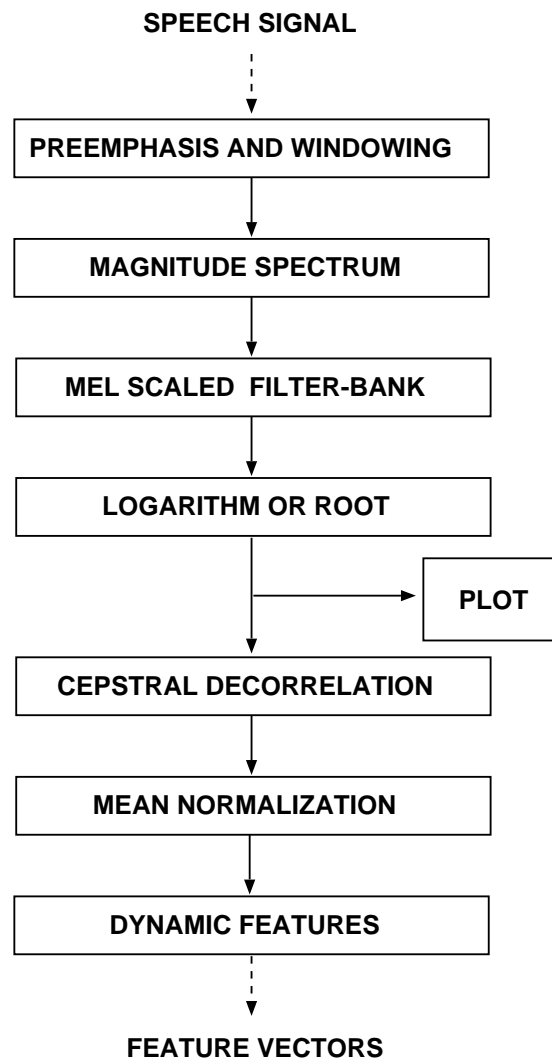 SPEECH SIGNAL
PREEMPHASIS AND WINDOWING
MAGNITUDE SPECTRUM
MEL SCALED FILTER-BANK
LOGARITHM OR ROOT
PLOT
CEPSTRAL DECORRELATION
MEAN NORMALIZATION
DYNAMIC FEATURES
FEATURE VECTORS